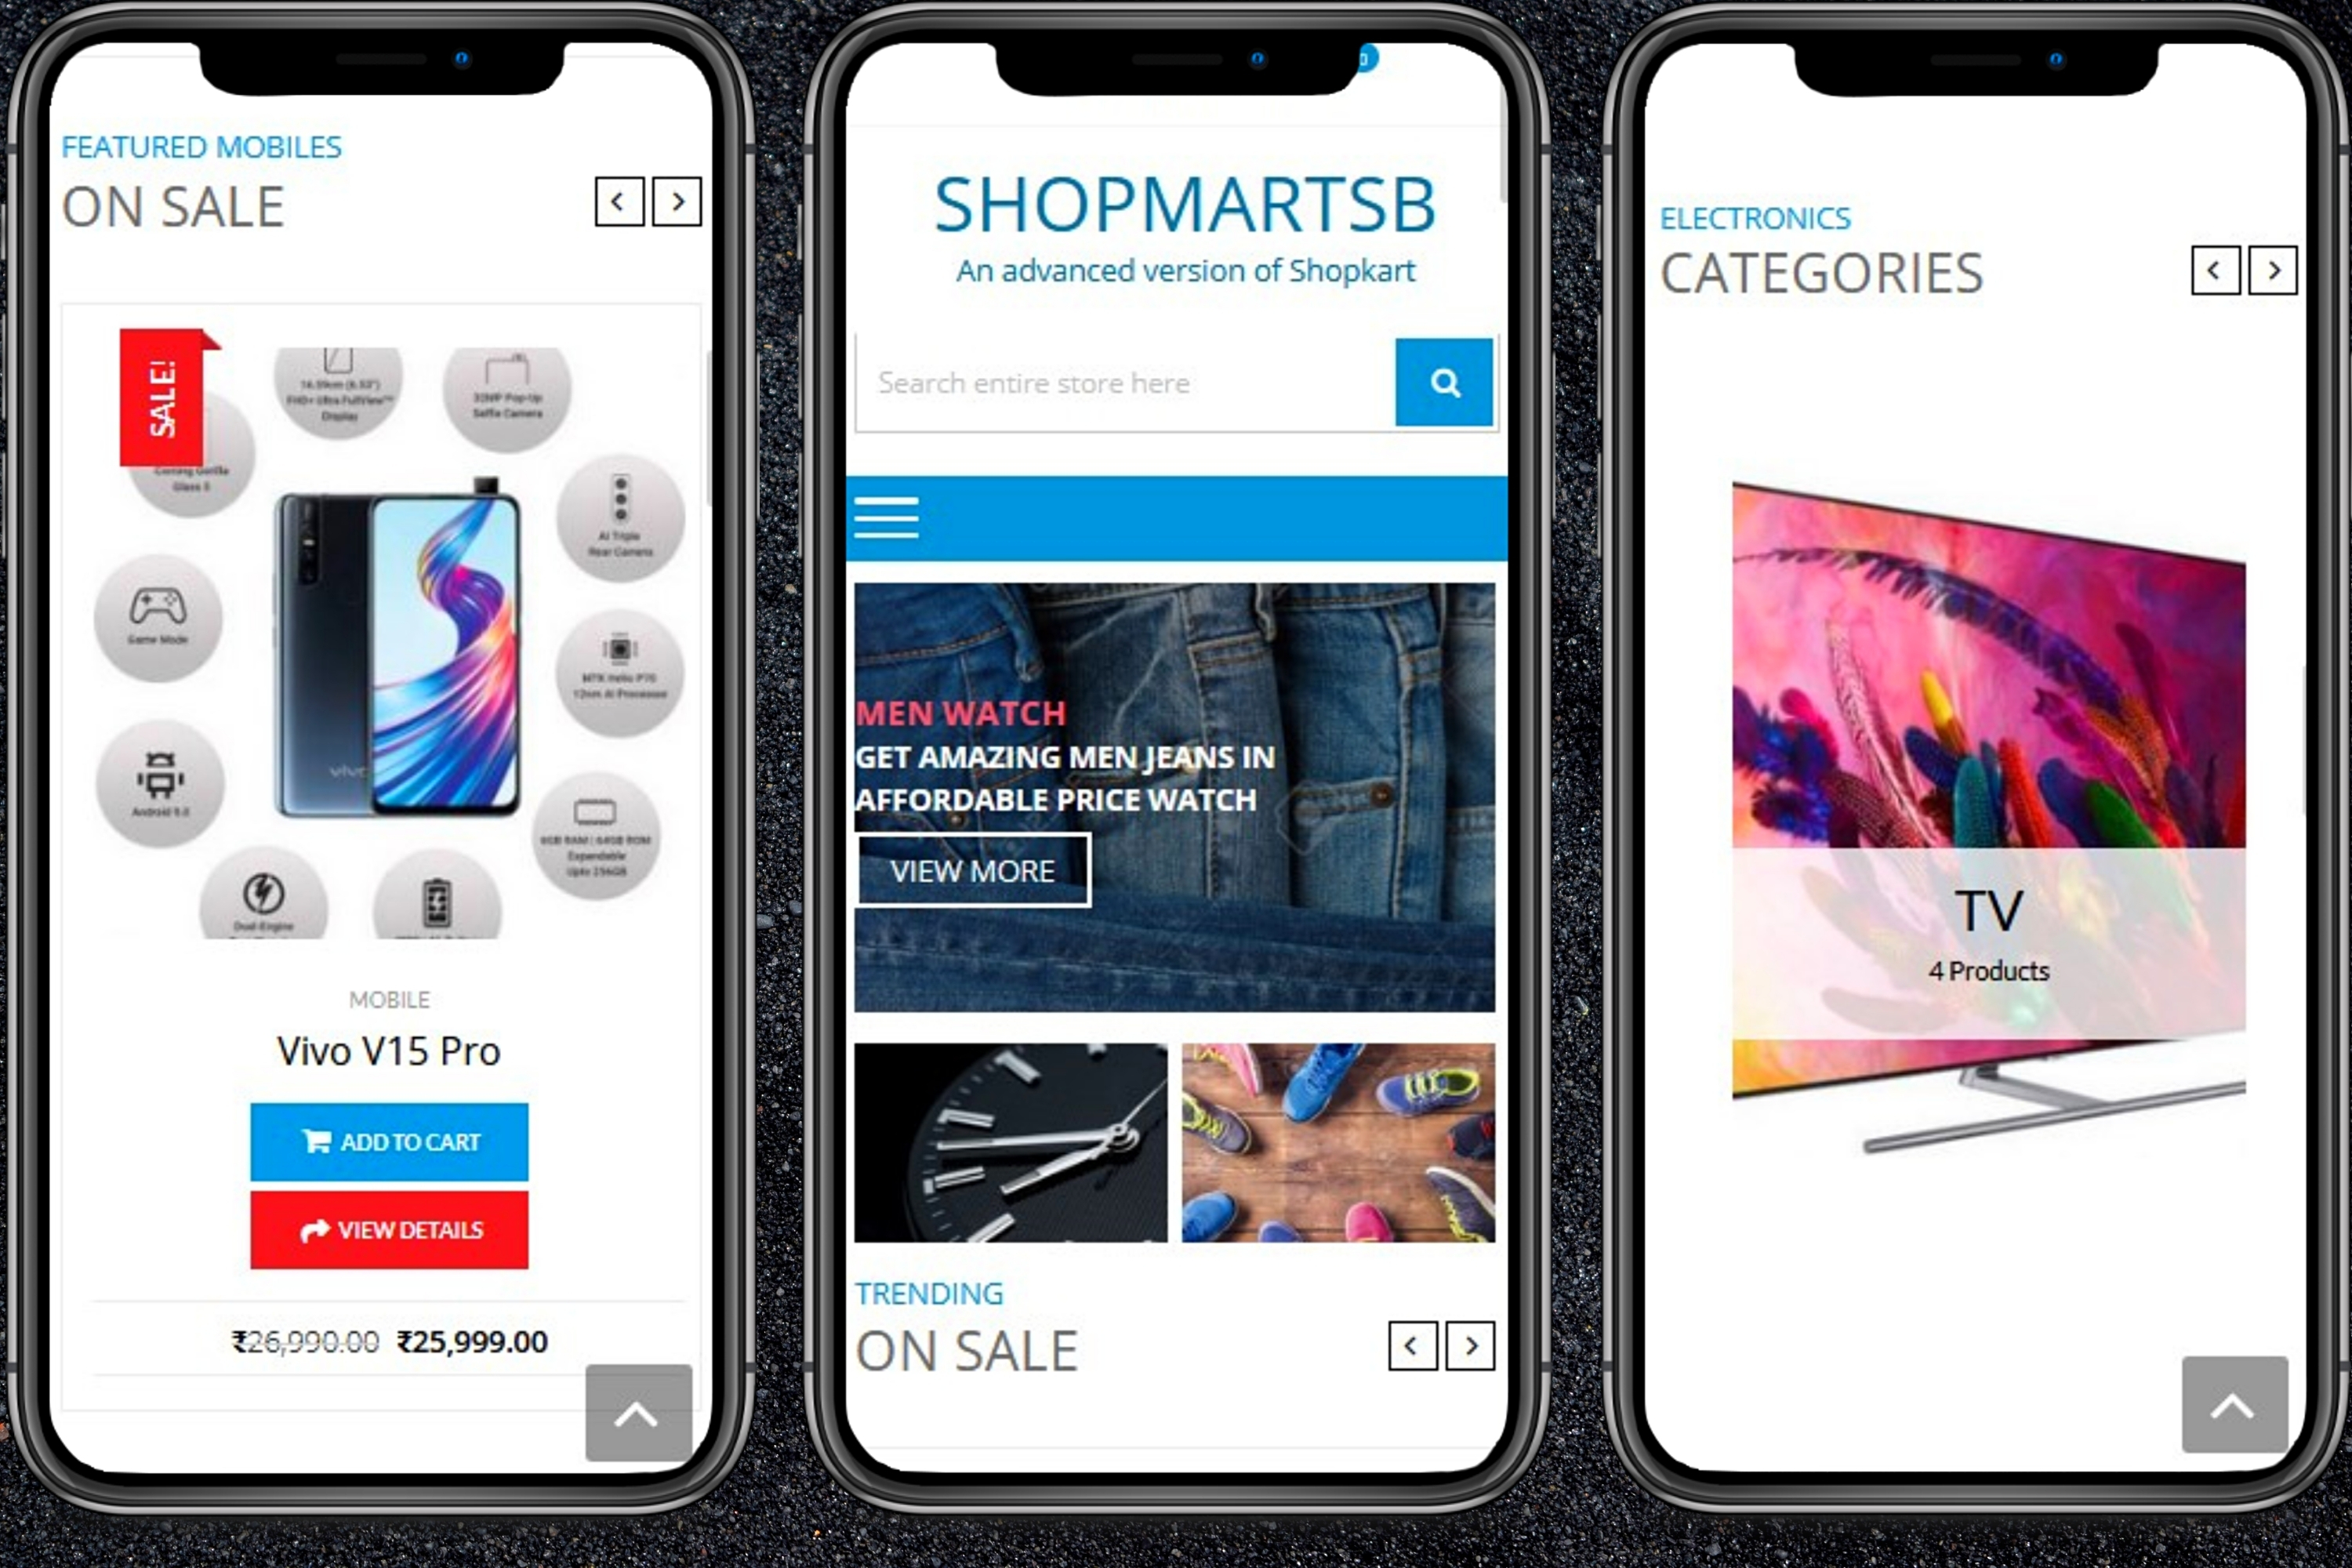 FEATURED MOBILES
ON SALE
SALE!
16.59cm (6.53")
FHD+ Ultra FullView™
Display
32MP Pop-Up
Selfie Camera
Corning Gorilla
Glass 5
AI Triple
Rear Camera
Game Mode
MTK Helio P70
12nm AI Processor
Android 9.0
6GB RAM | 64GB ROM
Expandable
Upto 256GB
Dual-Engine
vivo
MOBILE
Vivo V15 Pro
ADD TO CART
VIEW DETAILS
₹26,990.00 ₹25,999.00
SHOPMARTSB
An advanced version of Shopkart
Search entire store here
MEN WATCH
GET AMAZING MEN JEANS IN
AFFORDABLE PRICE WATCH
VIEW MORE
TRENDING
ON SALE
ELECTRONICS
CATEGORIES
TV
4 Products